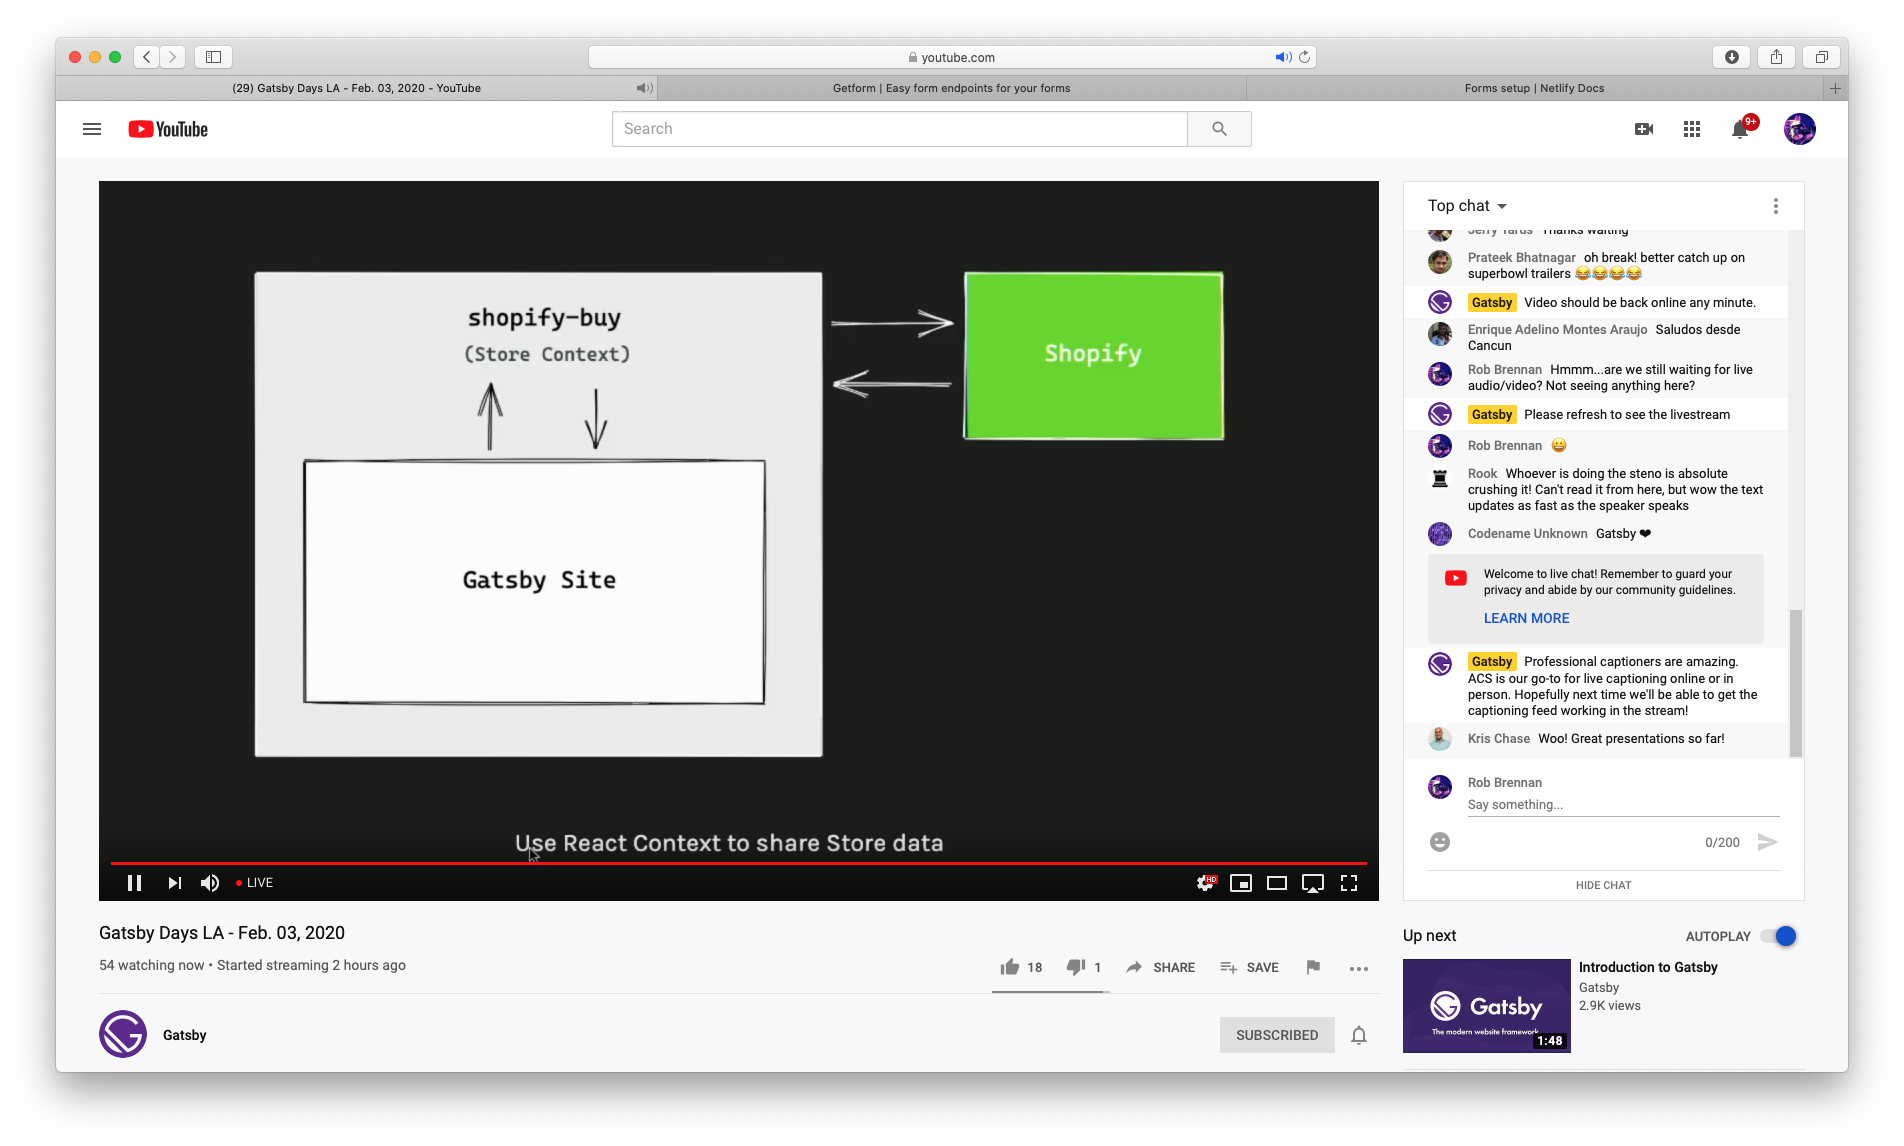 youtube.com
(29) Gatsby Days LA - Feb. 03, 2020 - YouTube
Getform | Easy form endpoints for your forms
Forms setup | Netlify Docs
YouTube
Search
9+
shopify-buy
(Store Context)
Shopify
Gatsby Site
Use React Context to share Store data
LIVE
HD
Gatsby Days LA - Feb. 03, 2020
54 watching now • Started streaming 2 hours ago
18
1
SHARE
SAVE
Gatsby
SUBSCRIBED
Top chat
Jerry Tards Thanks waiting
Prateek Bhatnagar oh break! better catch up on
superbowl trailers 😂😂😂😂
Gatsby Video should be back online any minute.
Enrique Adelino Montes Araujo Saludos desde
Cancun
Rob Brennan Hmmm...are we still waiting for live
audio/video? Not seeing anything here?
Gatsby Please refresh to see the livestream
Rob Brennan 😀
Rook Whoever is doing the steno is absolute
crushing it! Can't read it from here, but wow the text
updates as fast as the speaker speaks
Codename Unknown Gatsby ❤
Welcome to live chat! Remember to guard your
privacy and abide by our community guidelines.
LEARN MORE
Gatsby Professional captioners are amazing.
ACS is our go-to for live captioning online or in
person. Hopefully next time we'll be able to get the
captioning feed working in the stream!
Kris Chase Woo! Great presentations so far!
Rob Brennan
Say something...
0/200
HIDE CHAT
Up next
AUTOPLAY
Gatsby
The modern website framework
1:48
Introduction to Gatsby
Gatsby
2.9K views